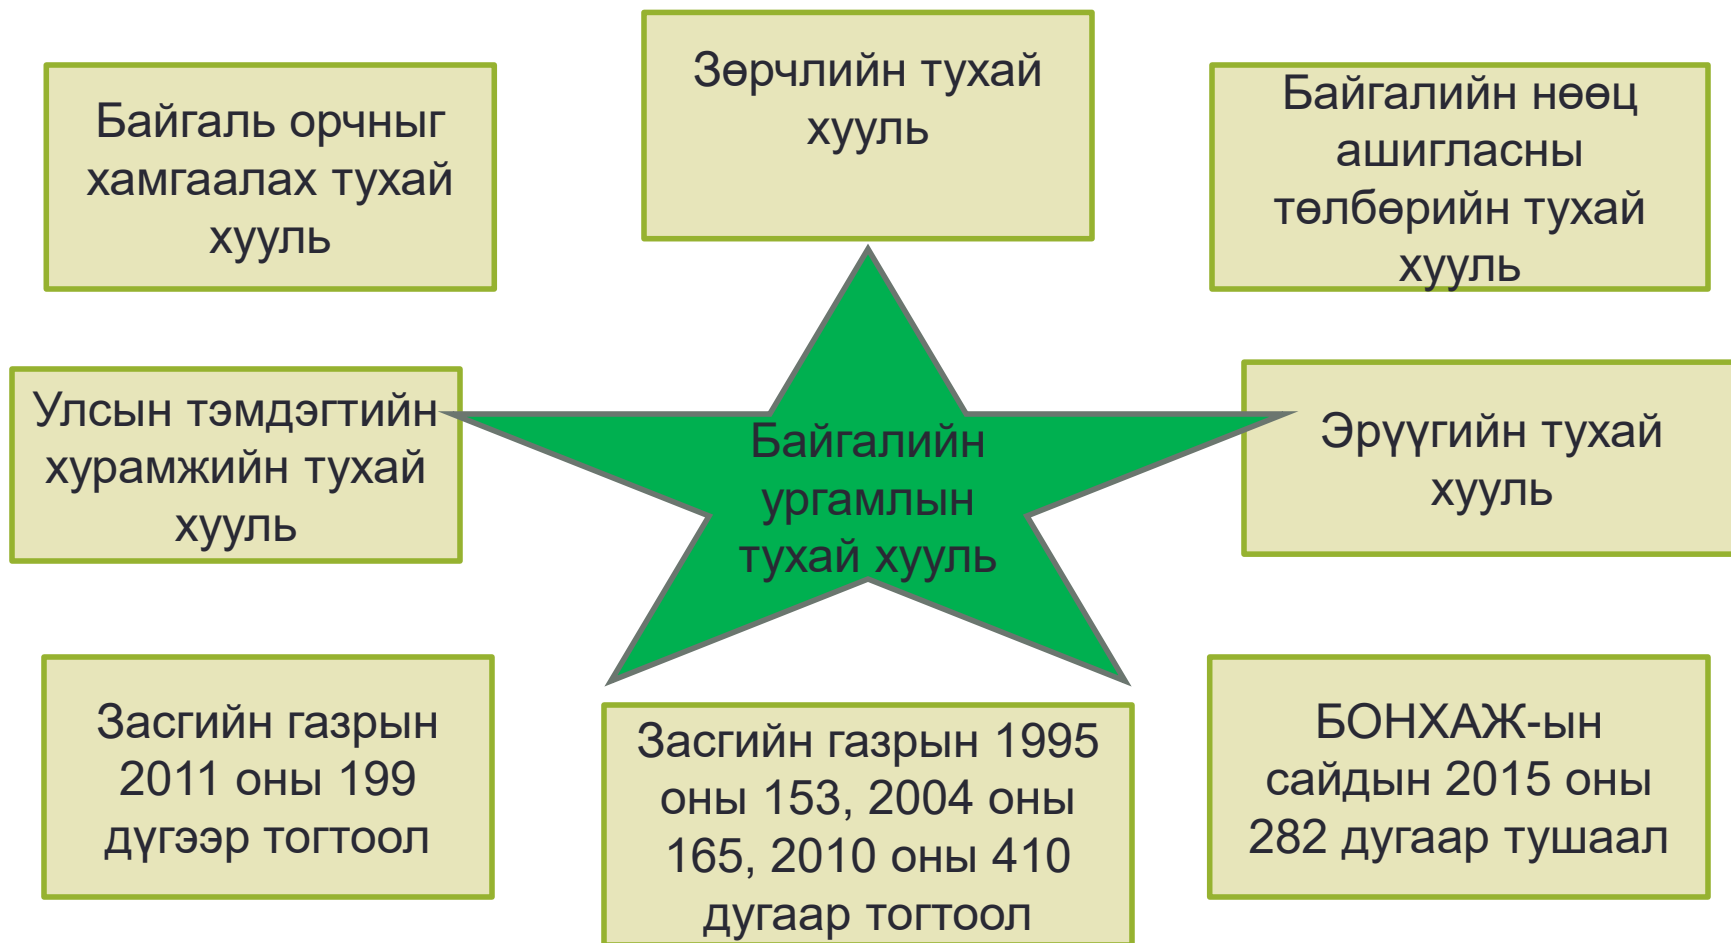 Байгаль орчныг
хамгаалах тухай
хууль
Зөрчлийн тухай
хууль
Байгалийн нөөц
ашигласны
төлбөрийн тухай
хууль
Улсын тэмдэгтийн
хурамжийн тухай
хууль
Байгалийн
ургамлын
тухай хууль
Эрүүгийн тухай
хууль
Засгийн газрын
2011 оны 199
дүгээр тогтоол
Засгийн газрын 1995
оны 153, 2004 оны
165, 2010 оны 410
дугаар тогтоол
БОНХАЖ-ын
сайдын 2015 оны
282 дугаар тушаал